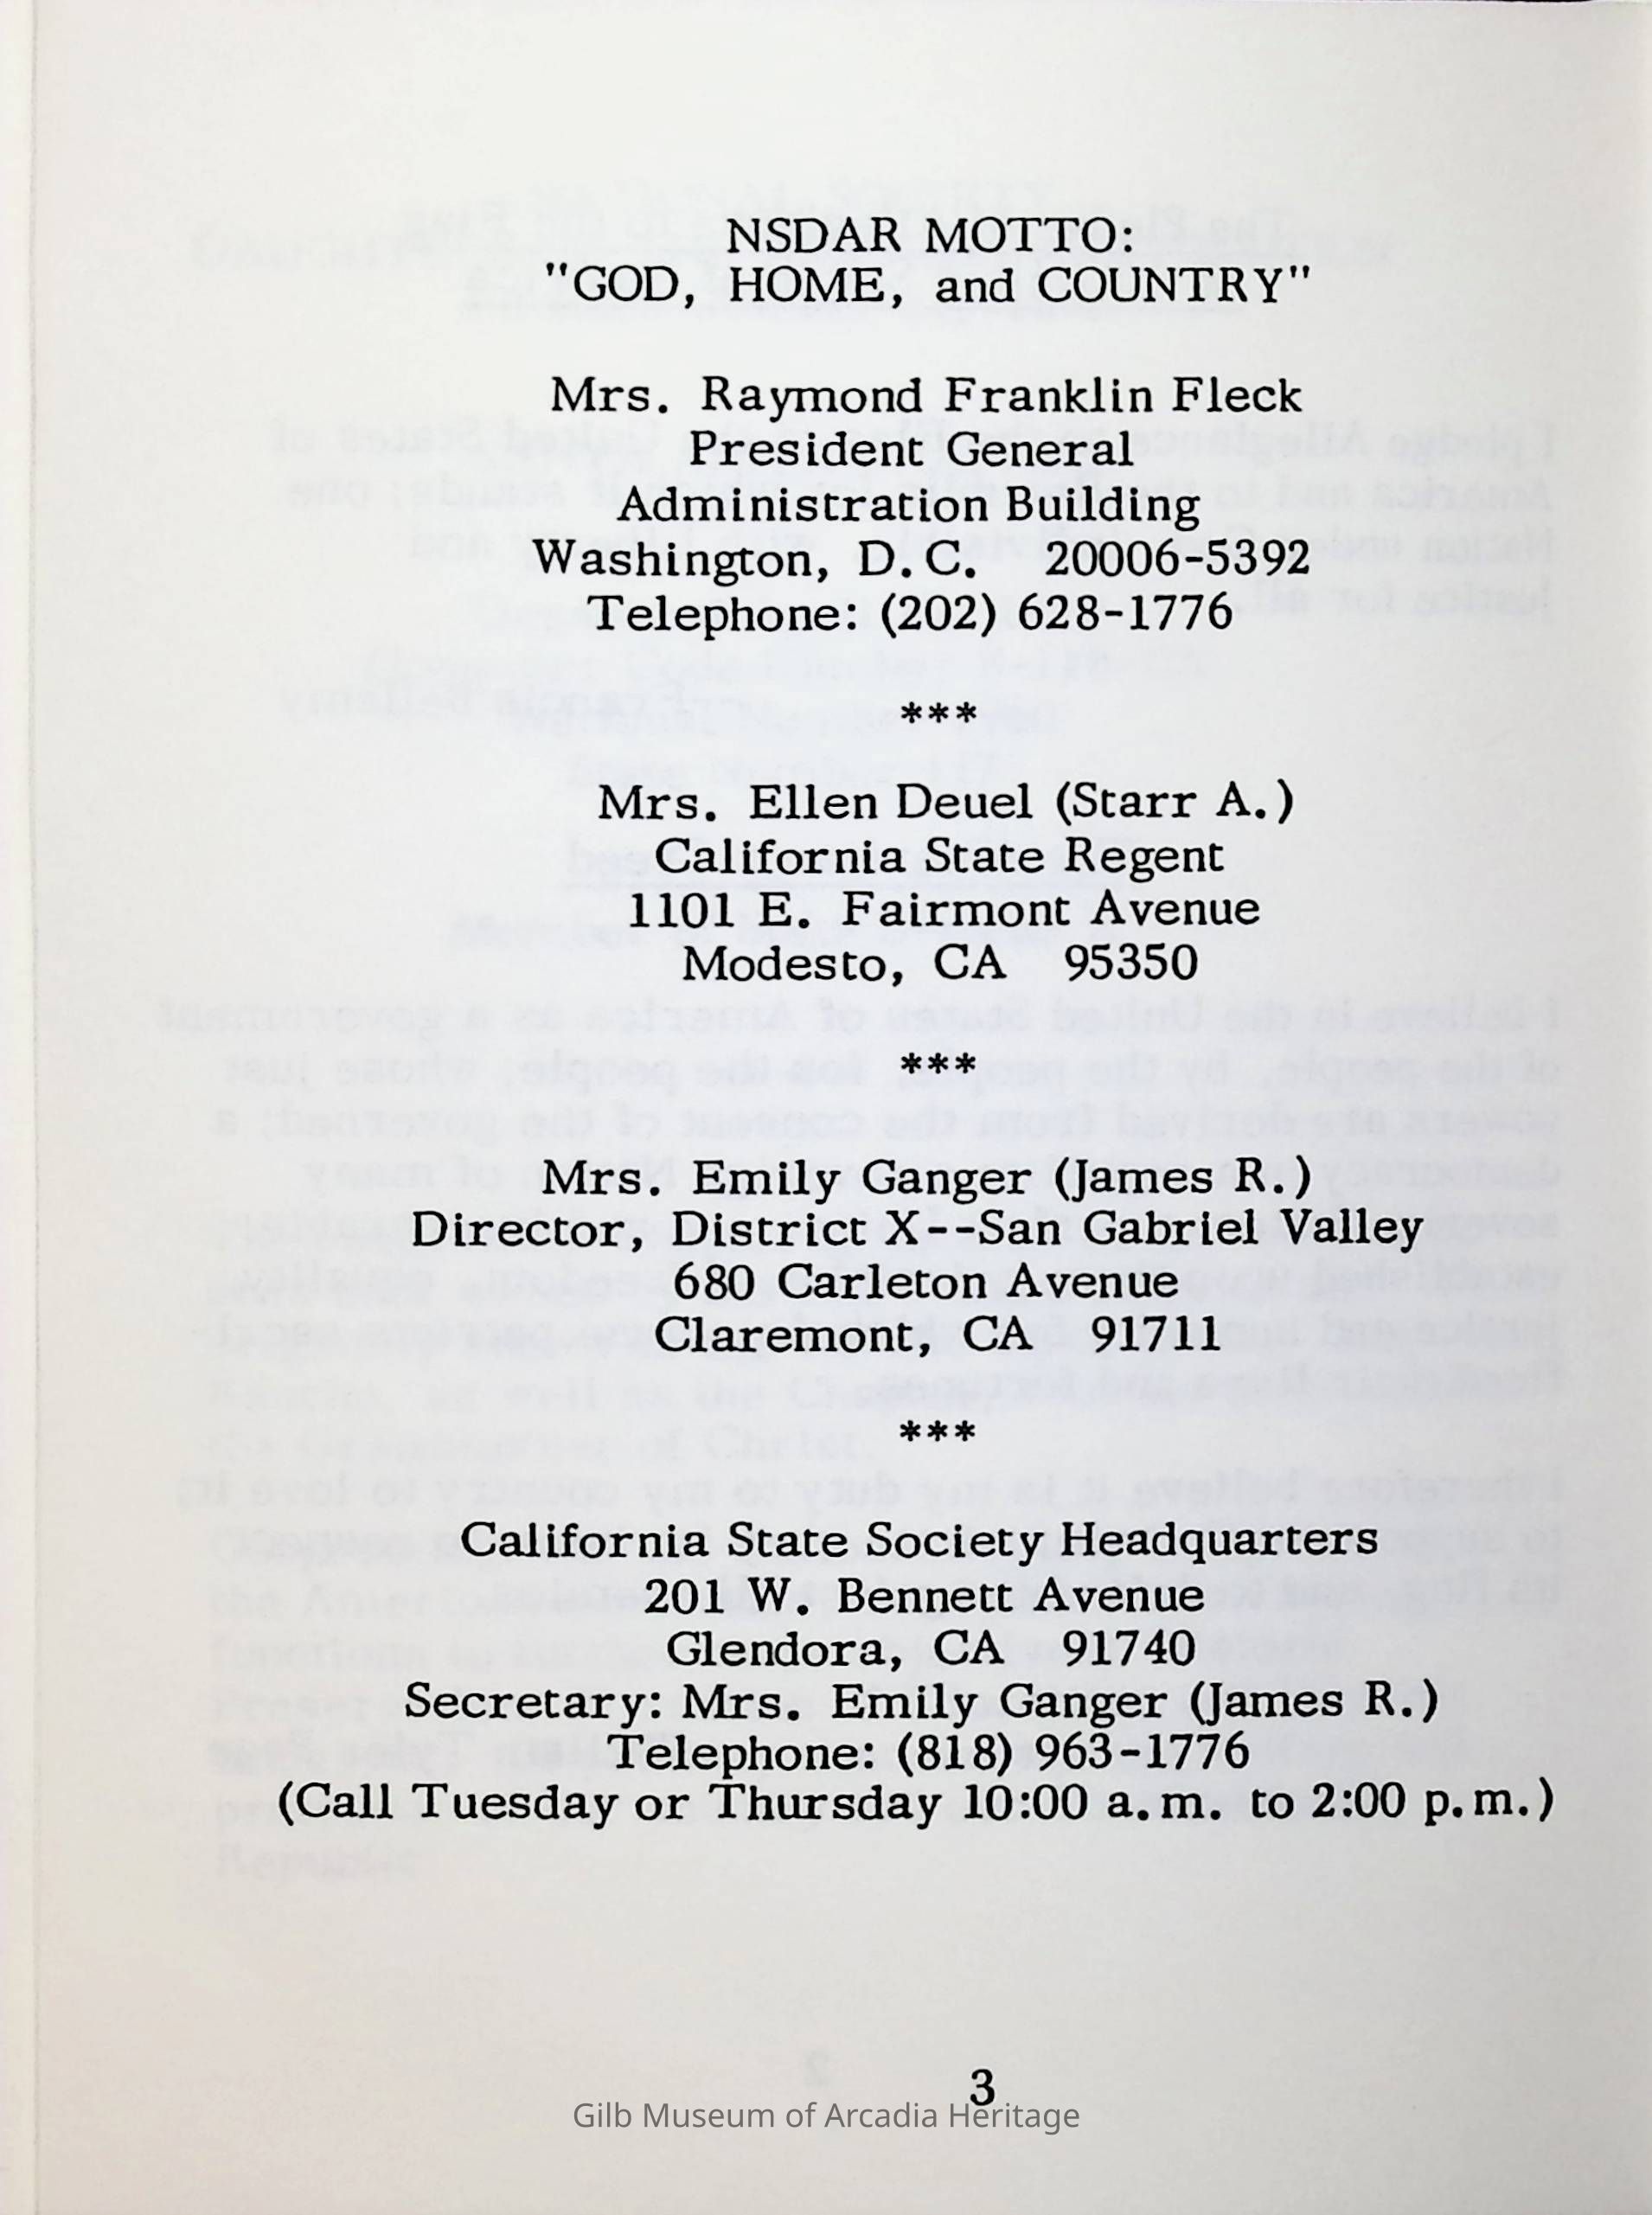 NSDAR MOTTO:
"GOD, HOME, and COUNTRY"
Mrs. Raymond Franklin Fleck
President General
Administration Building
Washington, D.C. 20006-5392
Telephone: (202) 628-1776
***
Mrs. Ellen Deuel (Starr A.)
California State Regent
1101 E. Fairmont Avenue
Modesto, CA 95350
***
Mrs. Emily Ganger (James R.)
Director, District X--San Gabriel Valley
680 Carleton Avenue
Claremont, CA 91711
***
California State Society Headquarters
201 W. Bennett Avenue
Glendora, CA 91740
Secretary: Mrs. Emily Ganger (James R.)
Telephone: (818) 963-1776
(Call Tuesday or Thursday 10:00 a.m. to 2:00 p.m.)
3
Gilb Museum of Arcadia Heritage